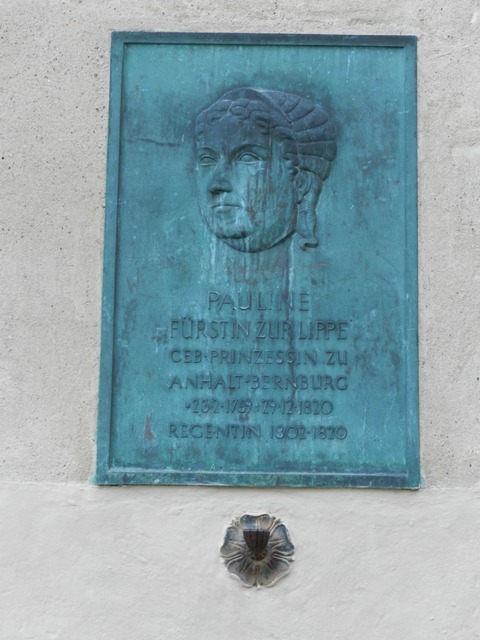 PAULINE
FÜRSTIN ZUR LIPPE
GEB·PRINZESSIN ZU
ANHALT-BERNBURG
·23·2·1769·29·12·1820
REGENTIN 1802-1820